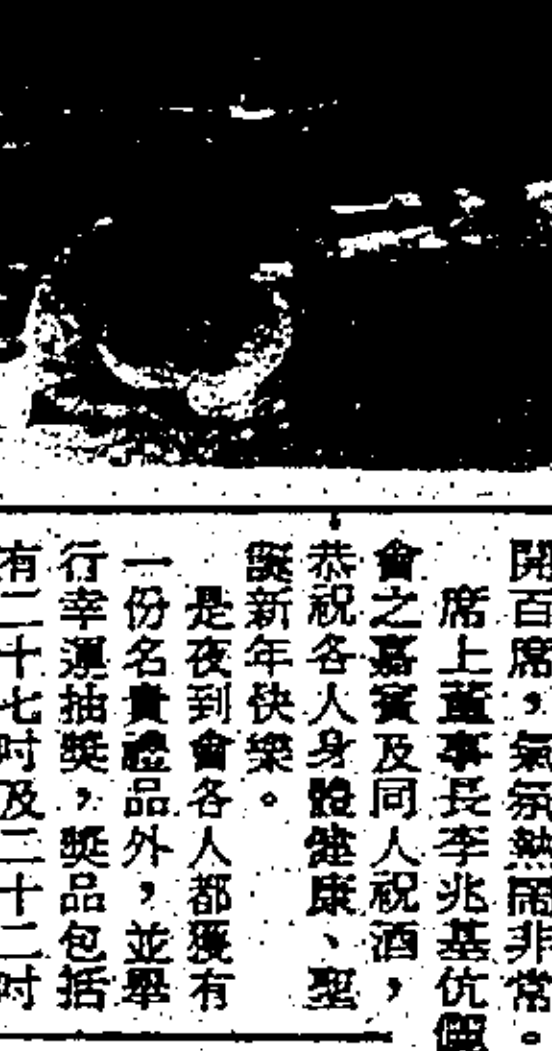 開百席，氣氛熱鬧非常。
席上董事長李兆基伉儷
會之嘉賓及同人祝酒，
恭祝各人身體健康、聖
誕新年快樂。
是夜到會各人都獲有
一份名貴禮品外，並舉
行幸運抽獎，獎品包括
有二十七吋及二十二吋